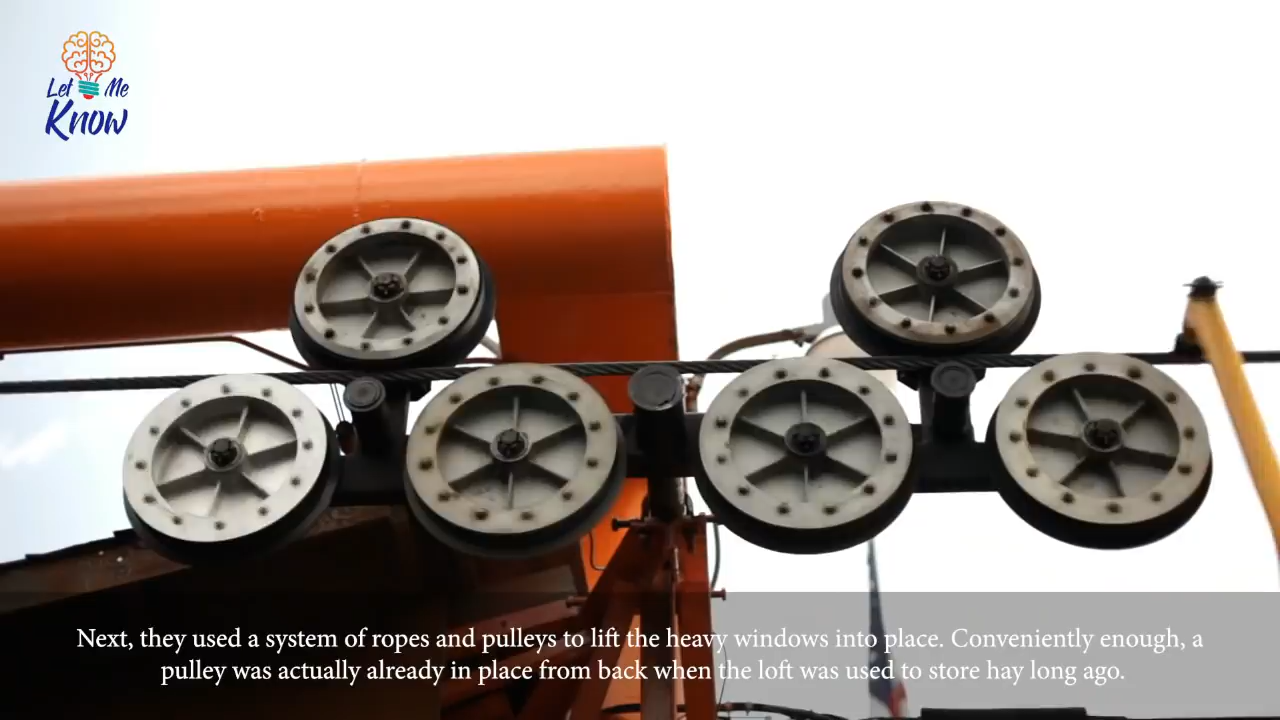 Let Me
Know
Next, they used a system of ropes and pulleys to lift the heavy windows into place. Conveniently enough, a
pulley was actually already in place from back when the loft was used to store hay long ago.